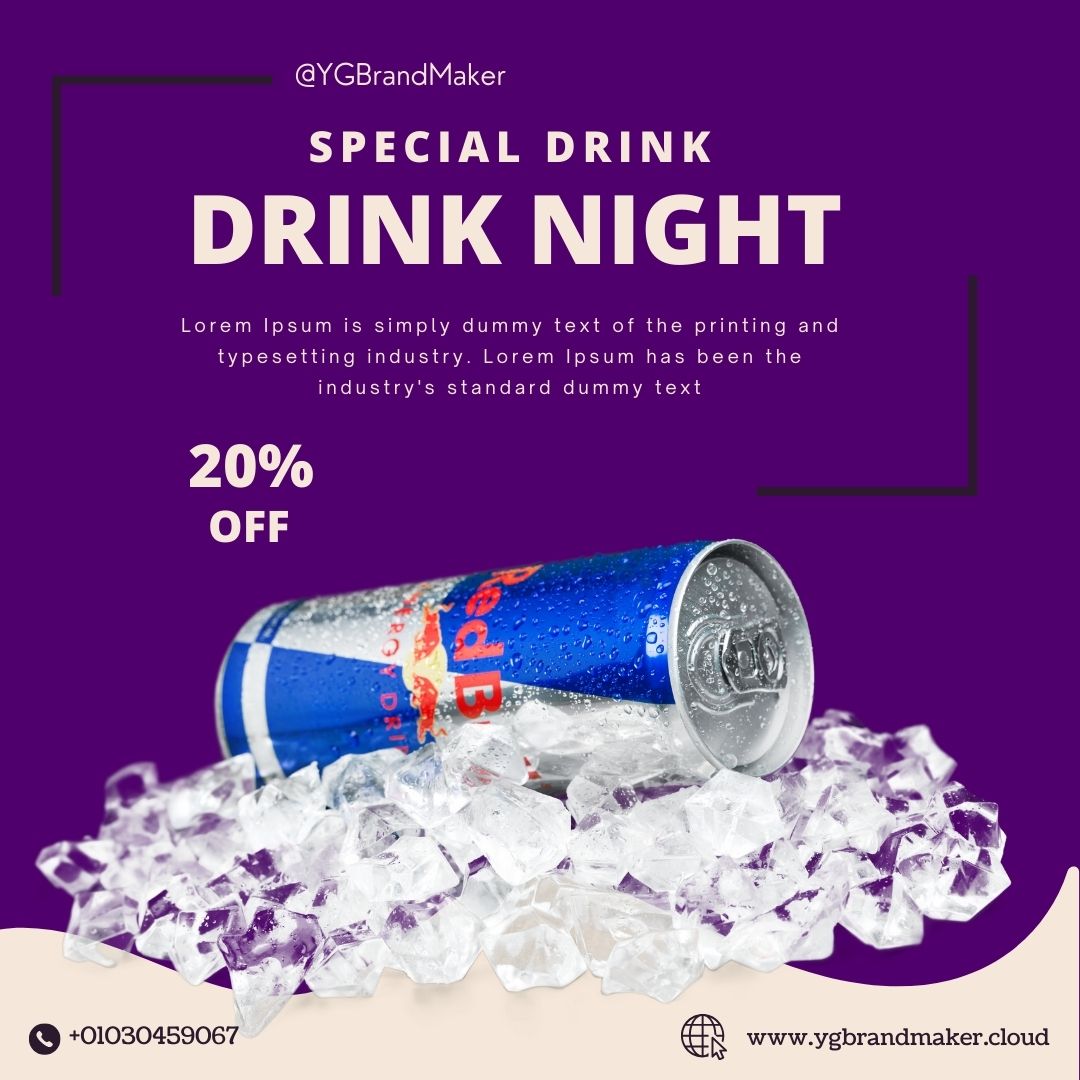 @YGBrandMaker
SPECIAL DRINK
DRINK NIGHT
Lorem Ipsum is simply dummy text of the printing and
typesetting industry. Lorem Ipsum has been the
industry's standard dummy text
20%
OFF
Red B
+01030459067
www.ygbrandmaker.cloud